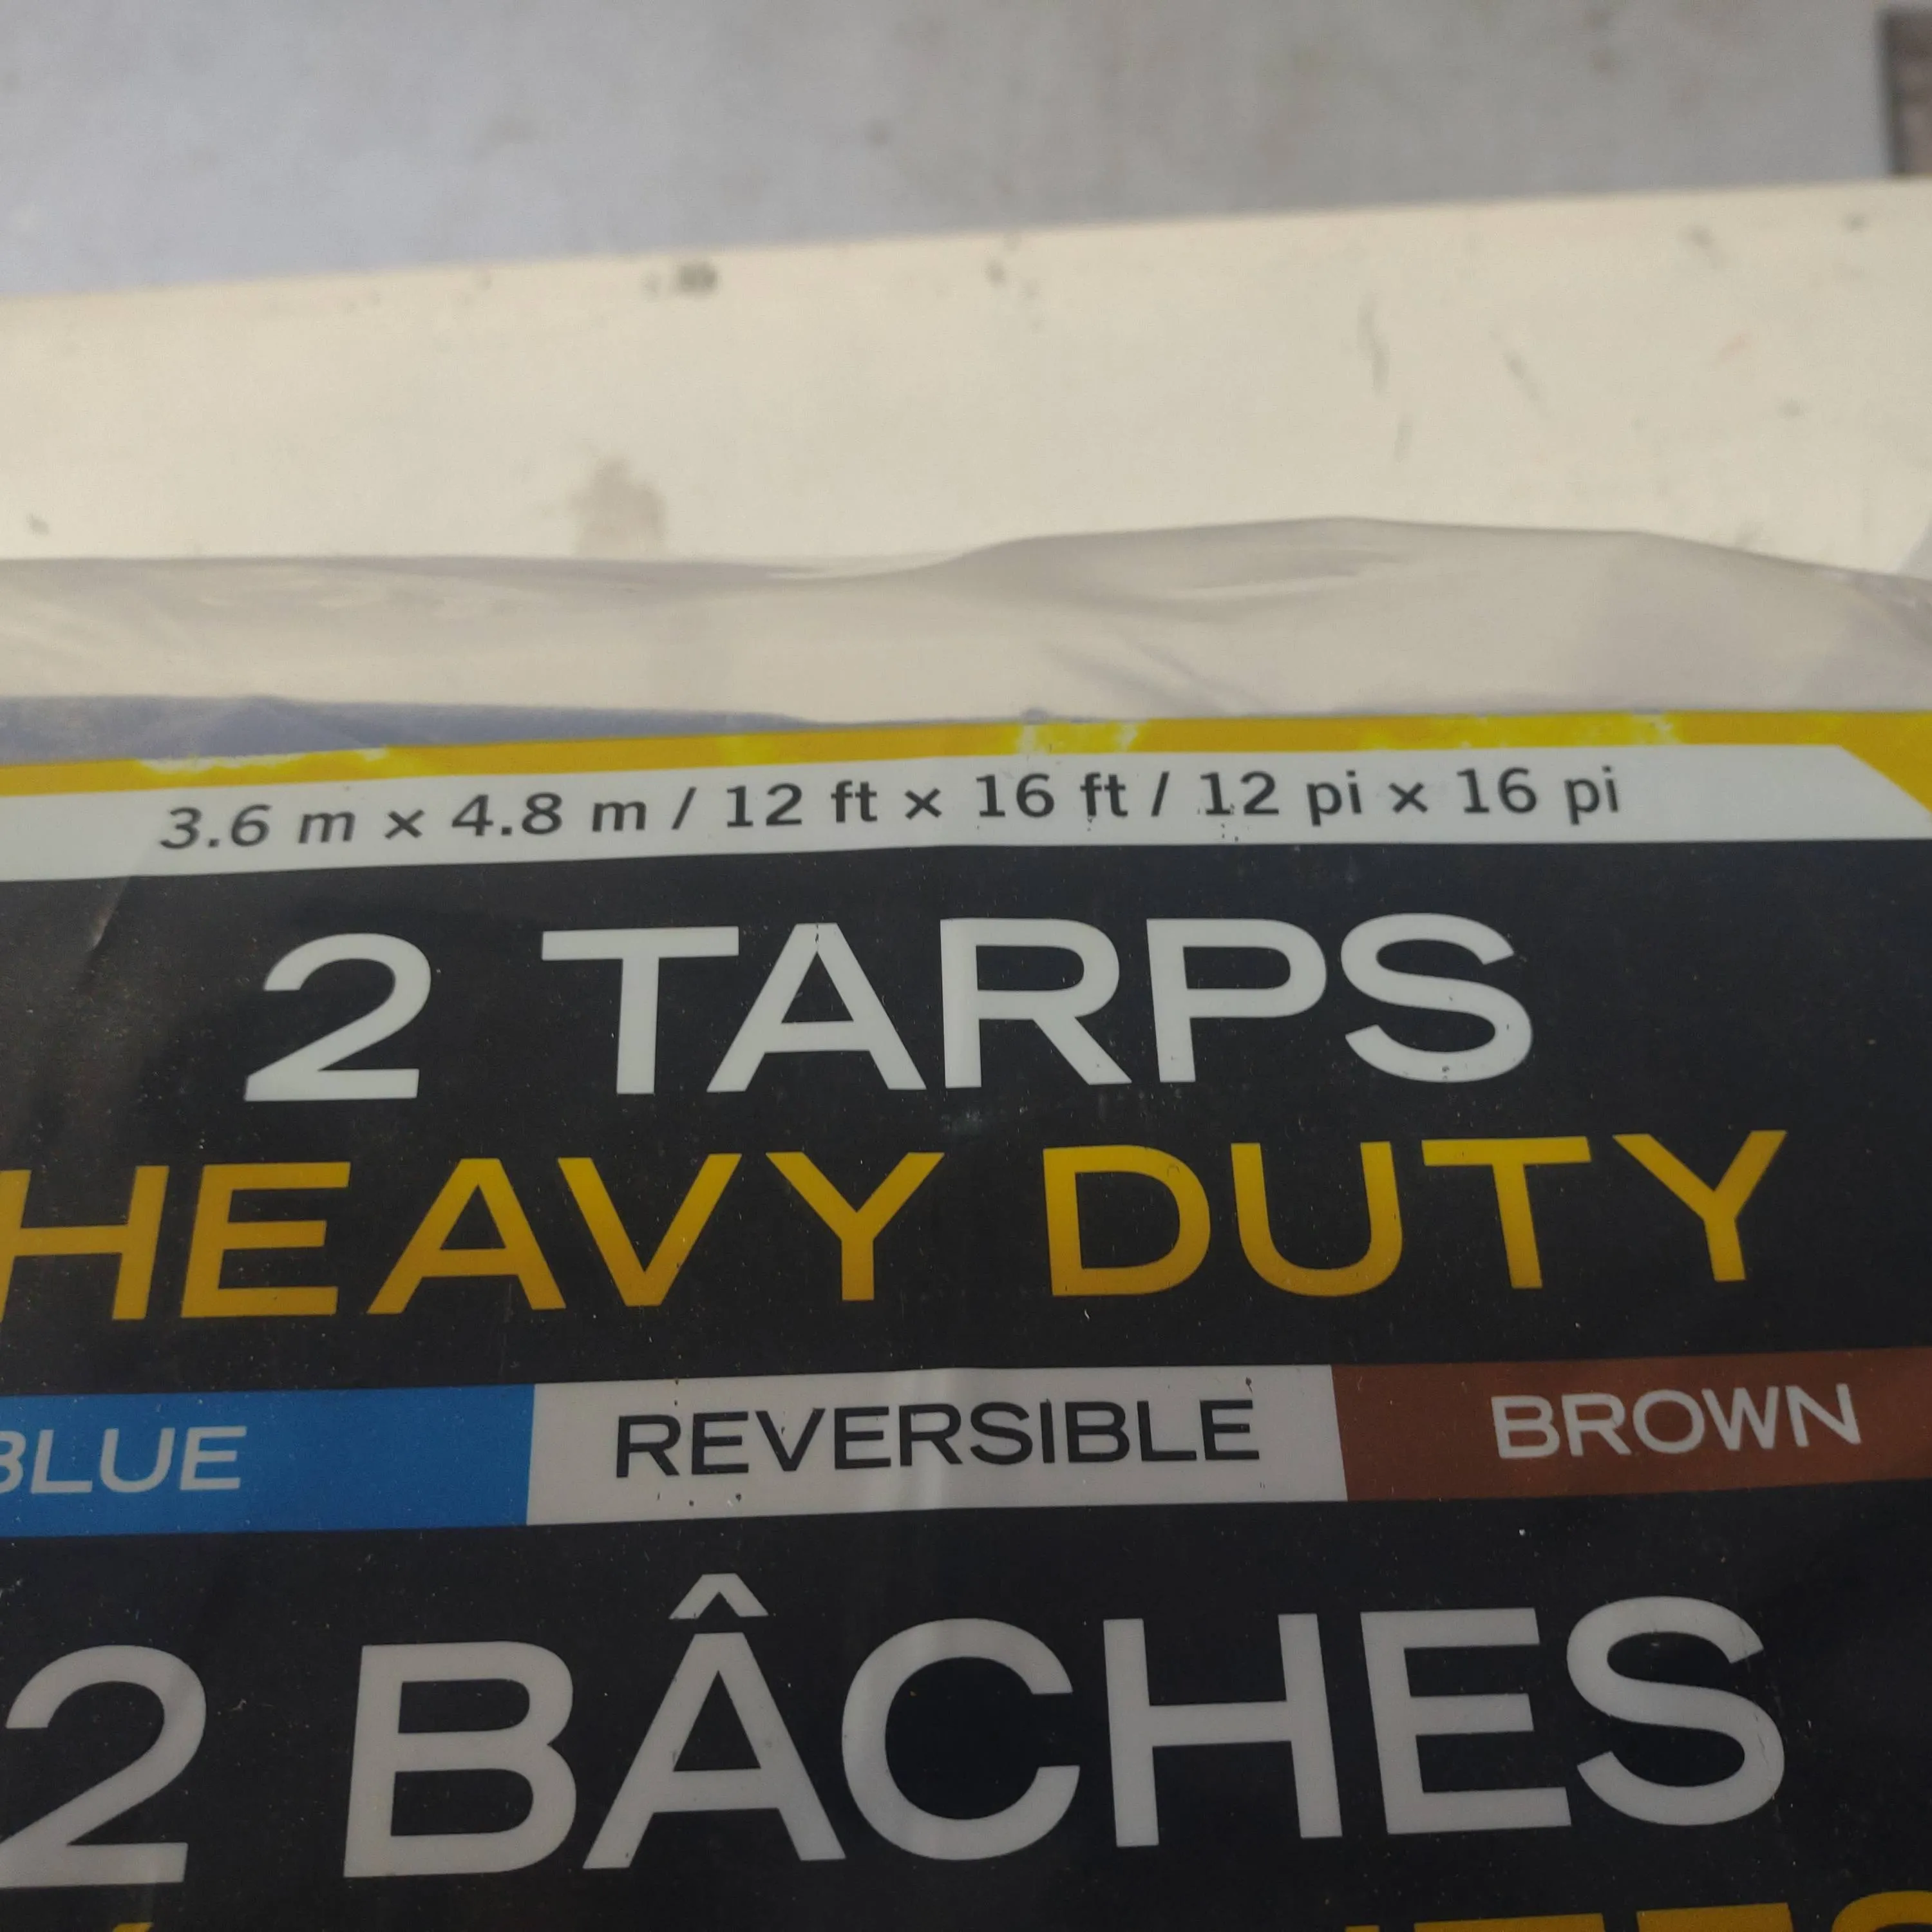 3.6 m × 4.8 m / 12 ft × 16 ft / 12 pi × 16 pi
2 TARPS
HEAVY DUTY
BLUE REVERSIBLE BROWN
2 BÂCHES